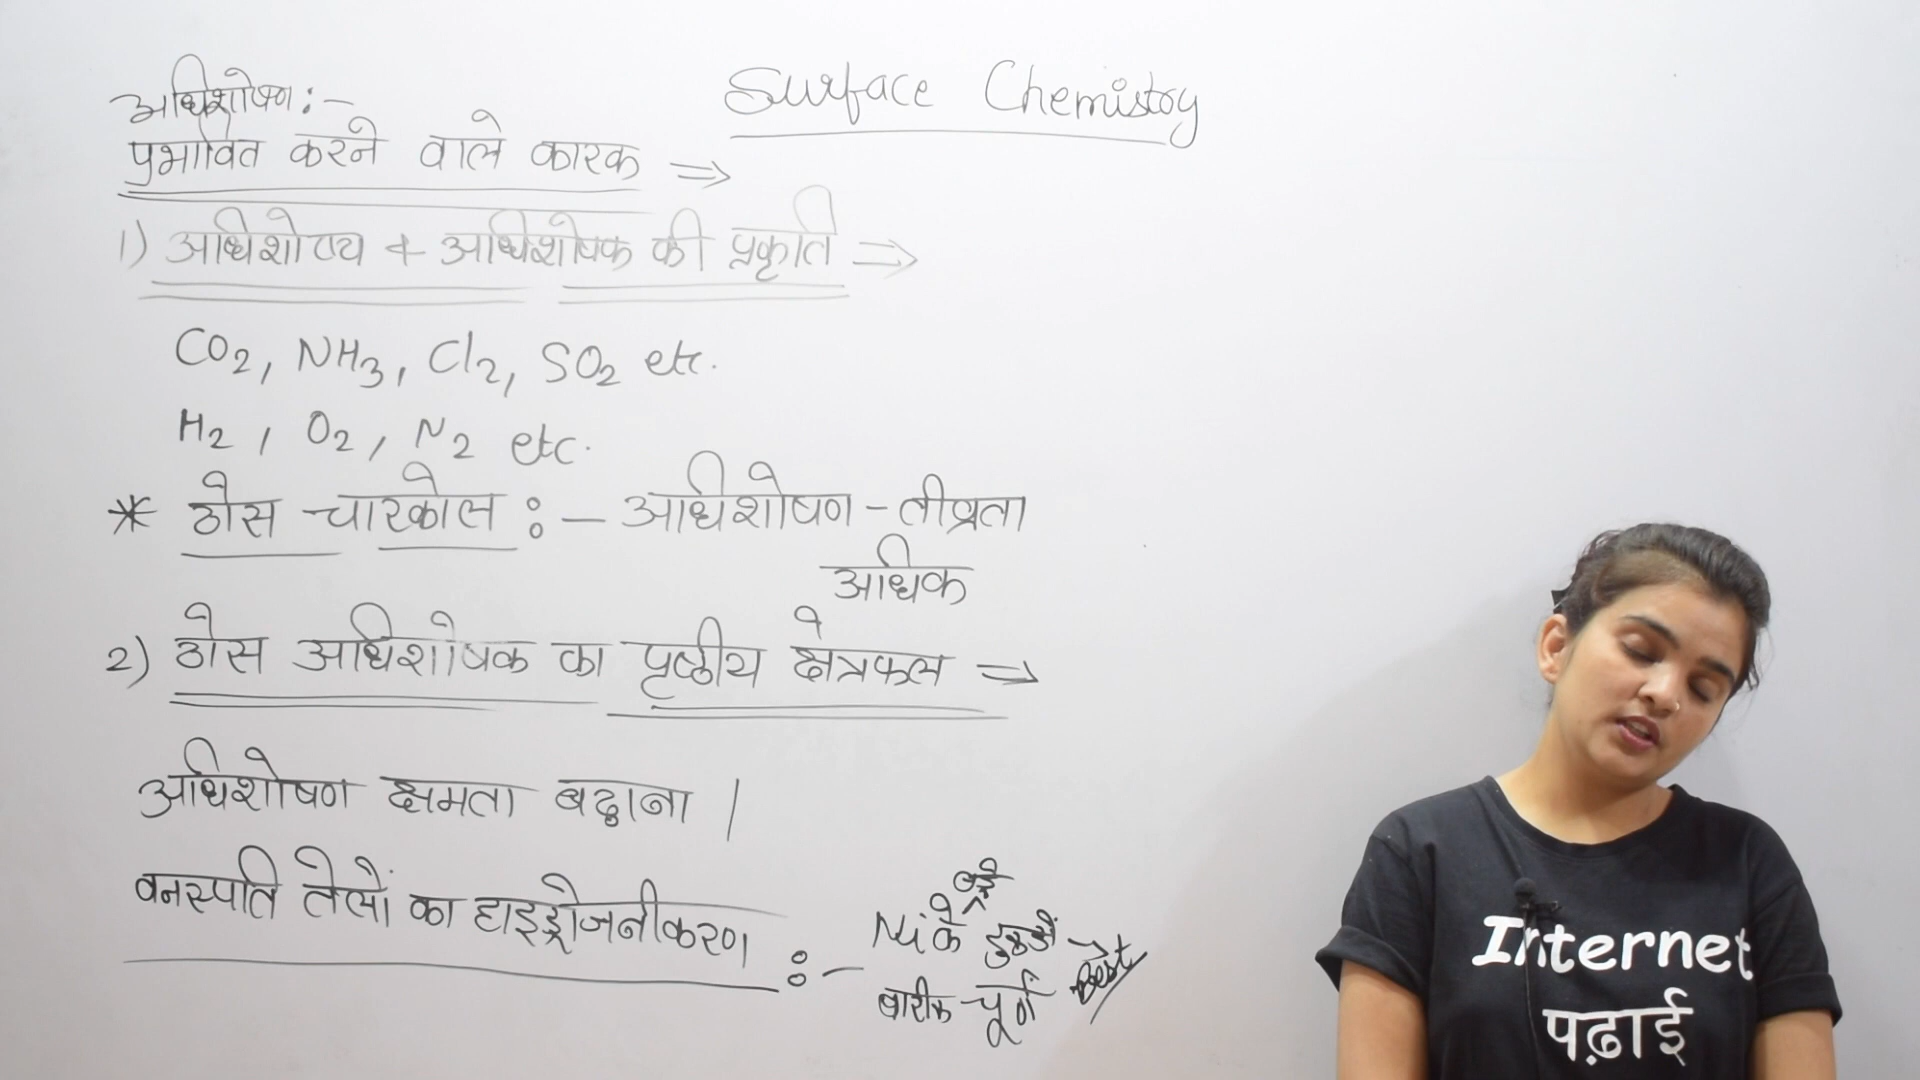 Surface Chemistry
अधिशोषण :-
प्रभावित करने वाले कारक ⇒
1) अधिशोष्य + अधिशोषक की प्रकृति ⇒
CO2, NH3, Cl2, SO2 etc.
H2, O2, N2 etc.
* ठोस चारकोल :- अधिशोषण - तीव्रता
अधिक
2) ठोस अधिशोषक का पृष्ठीय क्षेत्रफल ⇒
अधिशोषण क्षमता बढ़ाना |
वनस्पति तेलों का हाइड्रोजनीकरण :-
बड़े
Ni के टुकड़ों →
बारीक चूर्ण Best
Internet
पढ़ाई